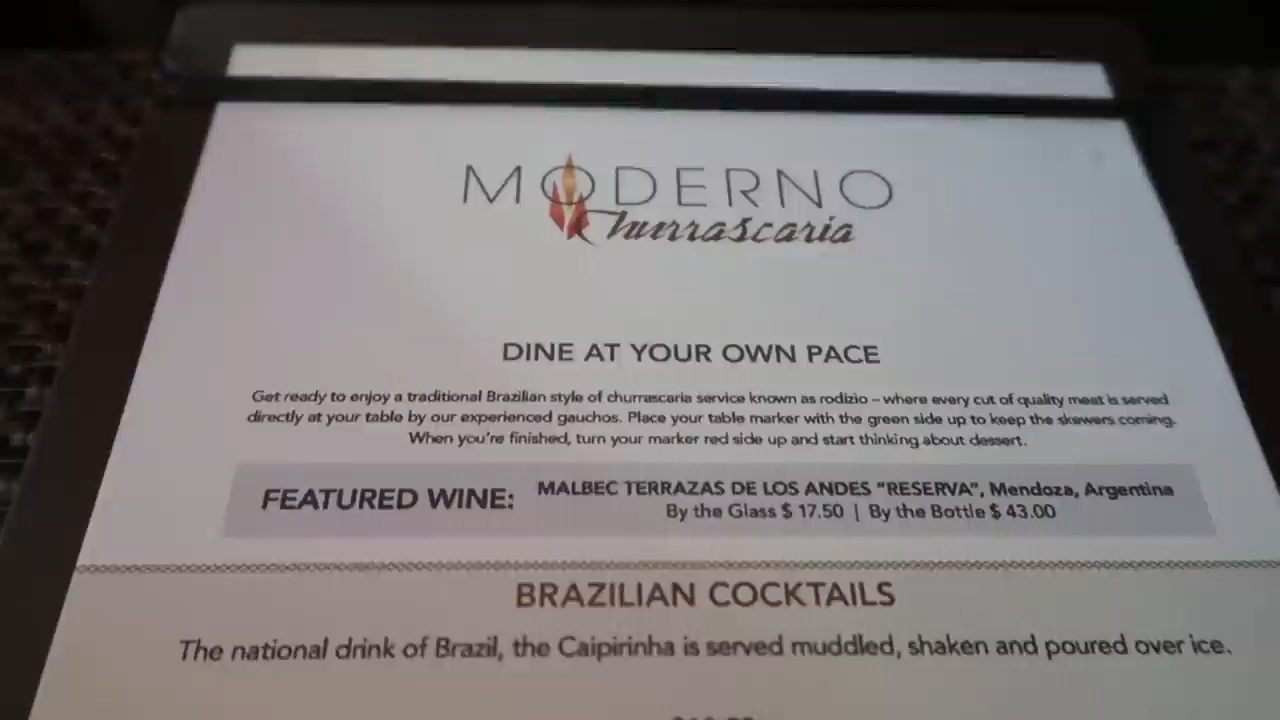 MODERNO
Churrascaria
DINE AT YOUR OWN PACE
Get ready to enjoy a traditional Brazilian style of churrascaria service known as rodizio – where every cut of quality meat is served
directly at your table by our experienced gauchos. Place your table marker with the green side up to keep the skewers coming.
When you're finished, turn your marker red side up and start thinking about dessert.
FEATURED WINE: MALBEC TERRAZAS DE LOS ANDES "RESERVA", Mendoza, Argentina
By the Glass $ 17.50 | By the Bottle $ 43.00
BRAZILIAN COCKTAILS
The national drink of Brazil, the Caipirinha is served muddled, shaken and poured over ice.